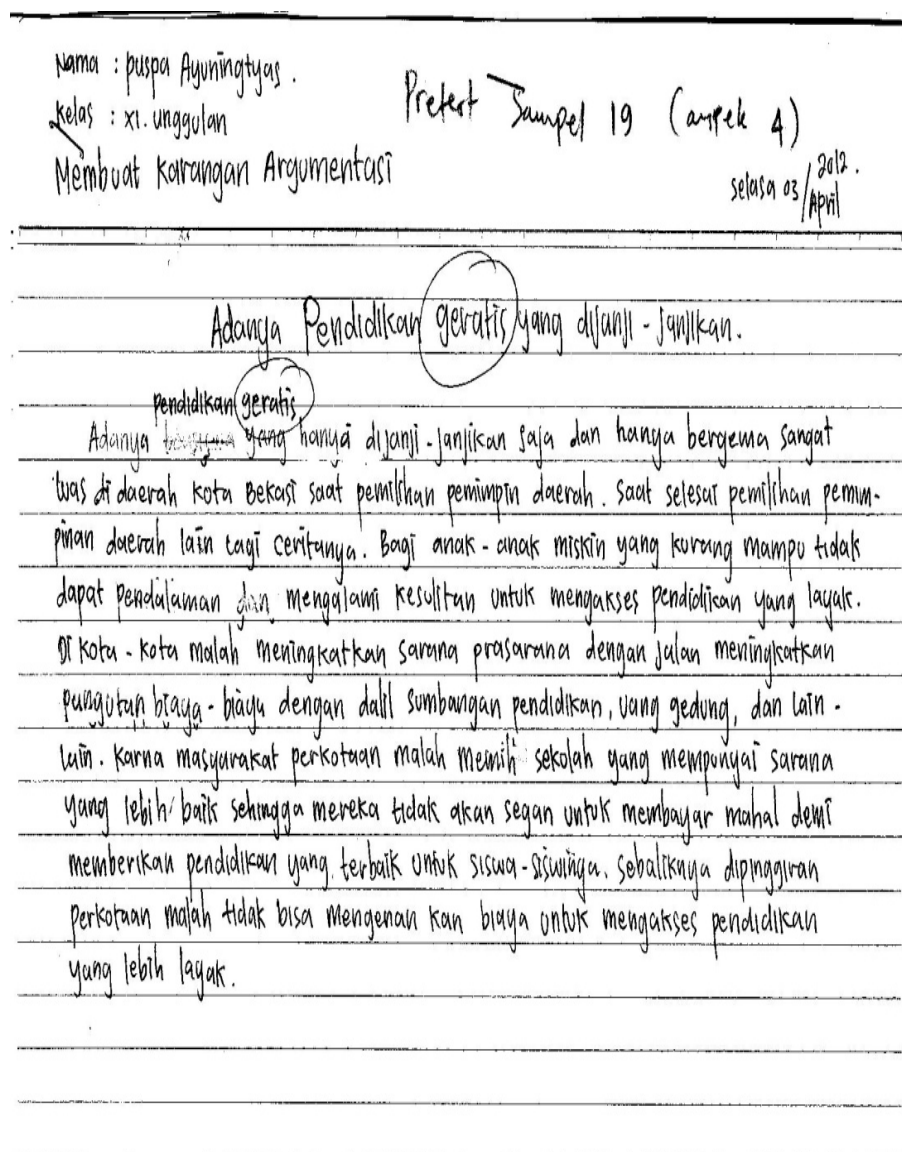 Nama : puspa Ayuningtyas.
Kelas : XI. unggulan
Pretert Sampel 19 (aspek 4)
Membuat Karangan Argumentasi
selasa 03/April 2012.
Adanya Pendidikan geratis yang dijanji-janjikan.
pendidikan geratis
Adanya yang hanya dijanji-janjikan saja dan hanya bergema sangat
luas di daerah kota Bekasi saat pemilihan pemimpin daerah. Saat selesai pemilihan pemim-
pinan daerah lain lagi ceritanya. Bagi anak-anak miskin yang kurang mampu tidak
dapat pendalaman dan mengalami kesulitan untuk mengakses pendidikan yang layak.
Di kota-kota malah meningkatkan sarana prasarana dengan jalan meningkatkan
pungutan biaya-biaya dengan dalil sumbangan pendidikan, uang gedung, dan lain-
lain. Karna masyarakat perkotaan malah memilih sekolah yang mempunyai sarana
yang lebih baik sehingga mereka tidak akan segan untuk membayar mahal demi
memberikan pendidikan yang terbaik untuk siswa-siswinya. sebaliknya dipinggiran
perkotaan malah tidak bisa mengenan kan biaya untuk mengakses pendidikan
yang lebih layak.